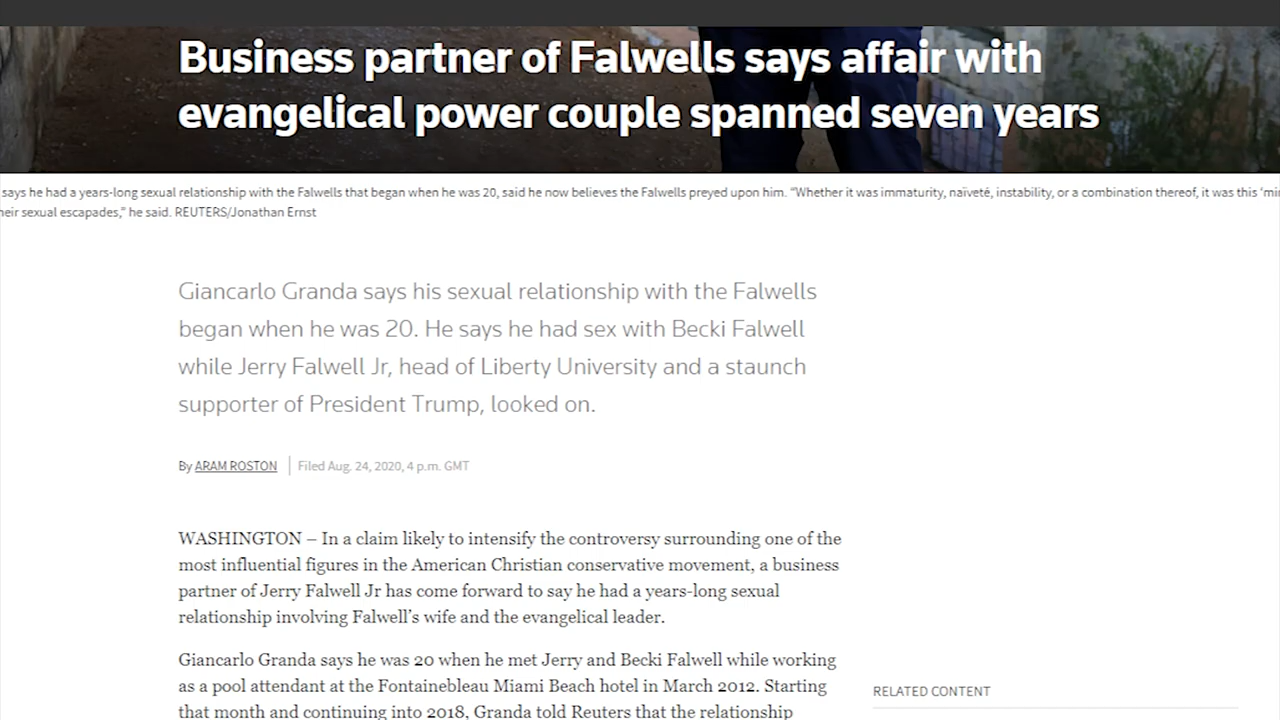 Business partner of Falwells says affair with
evangelical power couple spanned seven years
says he had a years-long sexual relationship with the Falwells that began when he was 20, said he now believes the Falwells preyed upon him. “Whether it was immaturity, naïveté, instability, or a combination thereof, it was this
sexual escapades,” he said. REUTERS/Jonathan Ernst
Giancarlo Granda says his sexual relationship with the Falwells
began when he was 20. He says he had sex with Becki Falwell
while Jerry Falwell Jr, head of Liberty University and a staunch
supporter of President Trump, looked on.
By ARAM ROSTON Filed Aug. 24, 2020, 4 p.m. GMT
WASHINGTON – In a claim likely to intensify the controversy surrounding one of the
most influential figures in the American Christian conservative movement, a business
partner of Jerry Falwell Jr has come forward to say he had a years-long sexual
relationship involving Falwell’s wife and the evangelical leader.
Giancarlo Granda says he was 20 when he met Jerry and Becki Falwell while working
as a pool attendant at the Fontainebleau Miami Beach hotel in March 2012. Starting
RELATED CONTENT
that month and continuing into 2018, Granda told Reuters that the relationship